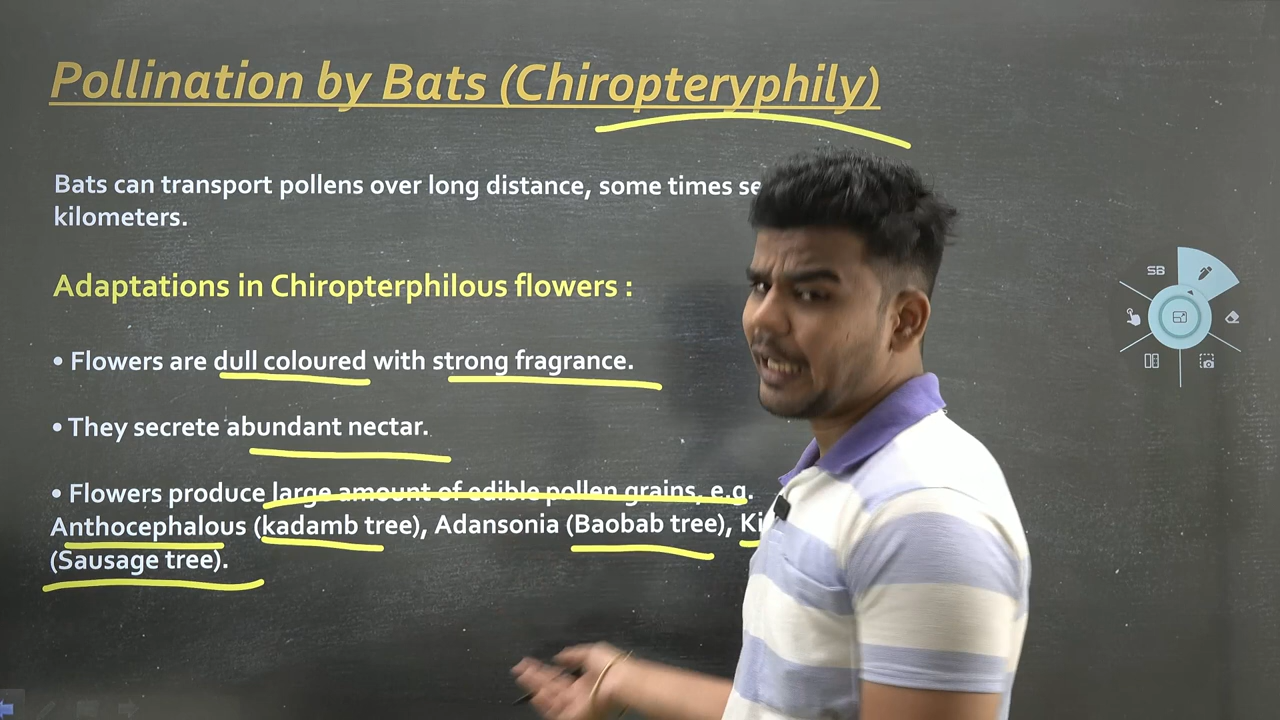 Pollination by Bats (Chiropteryphily)
Bats can transport pollens over long distance, some times
kilometers.
Adaptations in Chiropterphilous flowers :
• Flowers are dull coloured with strong fragrance.
• They secrete abundant nectar.
• Flowers produce large amount of edible pollen grains, e.g.
Anthocephalous (kadamb tree), Adansonia (Baobab tree),
(Sausage tree).
SB